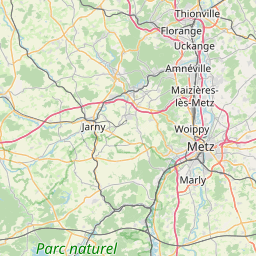 Thionville
Florange
Uckange
Amnéville
Maizières-
lès-Metz
Woippy
Jarny
Metz
Marly
Parc naturel